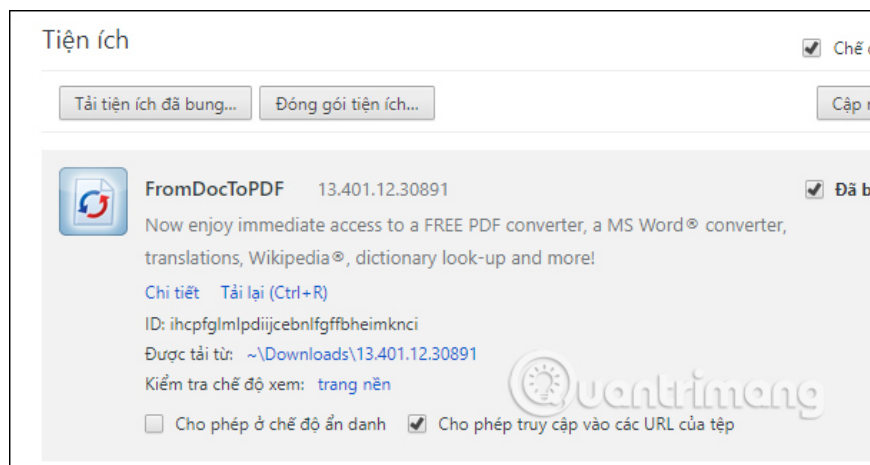 Tiện ích
Chế
Tải tiện ích đã bung... Đóng gói tiện ích...
Cập
FromDocToPDF 13.401.12.30891
Đã
Now enjoy immediate access to a FREE PDF converter, a MS Word® converter,
translations, Wikipedia®, dictionary look-up and more!
Chi tiết Tải lại (Ctrl+R)
ID: ihcpfglmlpdiijcebnlfgffbheimknci
Được tải từ: ~\Downloads\13.401.12.30891
Kiểm tra chế độ xem: trang nền
Quantrimang
Cho phép ở chế độ ẩn danh Cho phép truy cập vào các URL của tệp